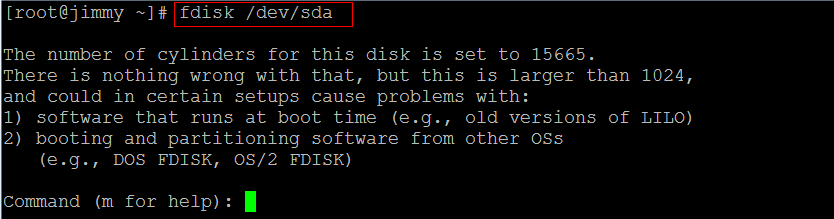 [root@jimmy ~]# fdisk /dev/sda
The number of cylinders for this disk is set to 15665.
There is nothing wrong with that, but this is larger than 1024,
and could in certain setups cause problems with:
1) software that runs at boot time (e.g., old versions of LILO)
2) booting and partitioning software from other OSs
   (e.g., DOS FDISK, OS/2 FDISK)
Command (m for help):